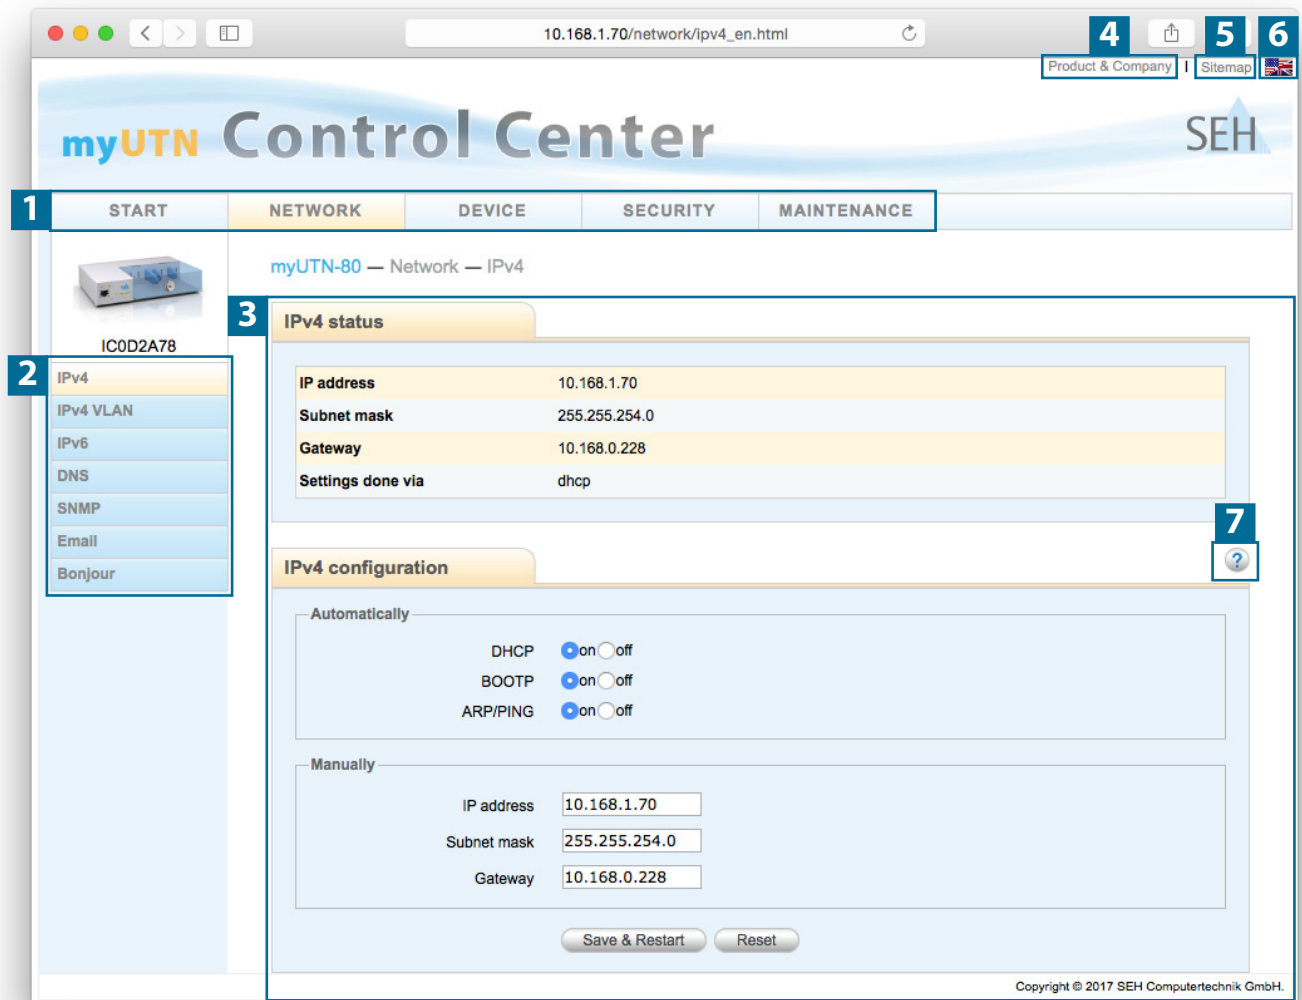 10.168.1.70/network/ipv4_en.html
4 5 6
Product & Company | Sitemap
myUTN Control Center
SEH
1
START NETWORK DEVICE SECURITY MAINTENANCE
myUTN-80 — Network — IPv4
IC0D2A78
2
IPv4
IPv4 VLAN
IPv6
DNS
SNMP
Email
Bonjour
3
IPv4 status
IP address 10.168.1.70
Subnet mask 255.255.254.0
Gateway 10.168.0.228
Settings done via dhcp
7
IPv4 configuration ?
Automatically
DHCP on off
BOOTP on off
ARP/PING on off
Manually
IP address 10.168.1.70
Subnet mask 255.255.254.0
Gateway 10.168.0.228
Save & Restart Reset
Copyright © 2017 SEH Computertechnik GmbH.